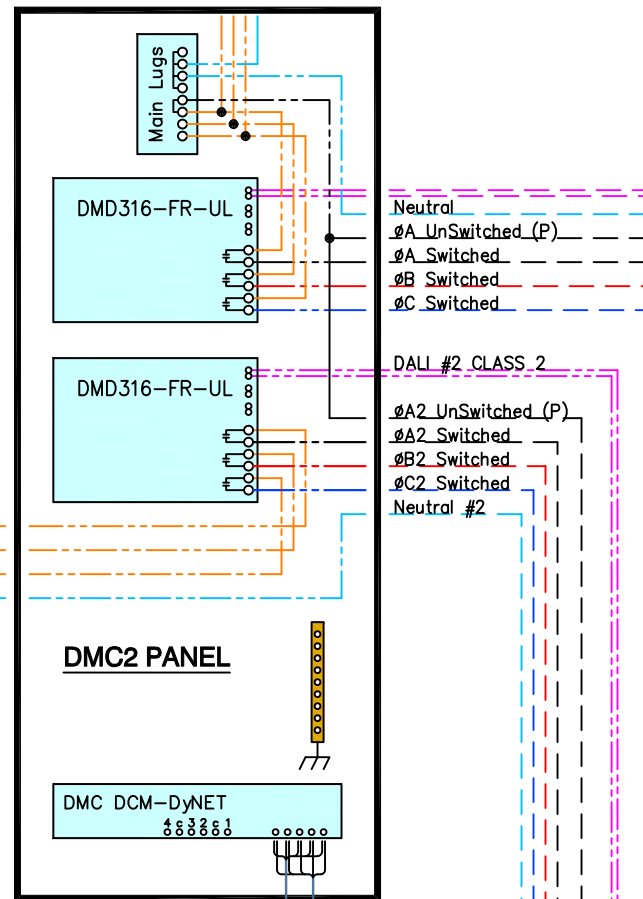 Main Lugs
DMD316-FR-UL
Neutral
øA UnSwitched (P)
øA Switched
øB Switched
øC Switched
DMD316-FR-UL
DALI #2 CLASS 2
øA2 UnSwitched (P)
øA2 Switched
øB2 Switched
øC2 Switched
Neutral #2
DMC2 PANEL
DMC DCM-DyNET
4 c 3 2 c 1